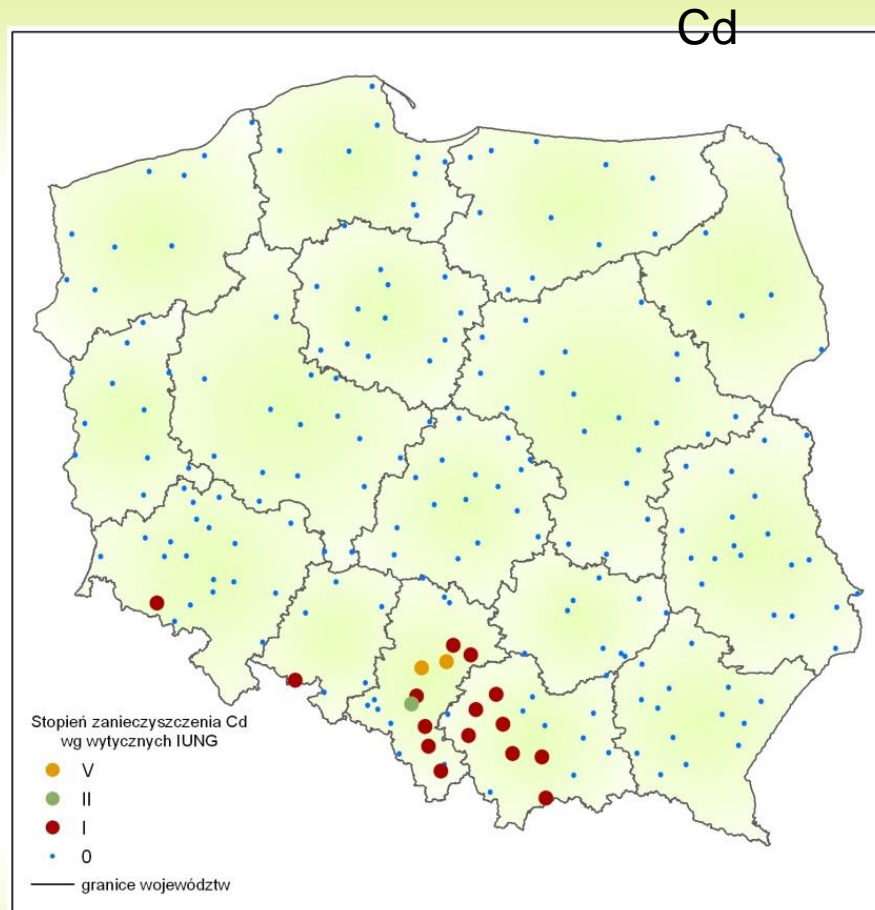 Cd
Stopień zanieczyszczenia Cd
wg wytycznych IUNG
V
II
I
0
granice województw